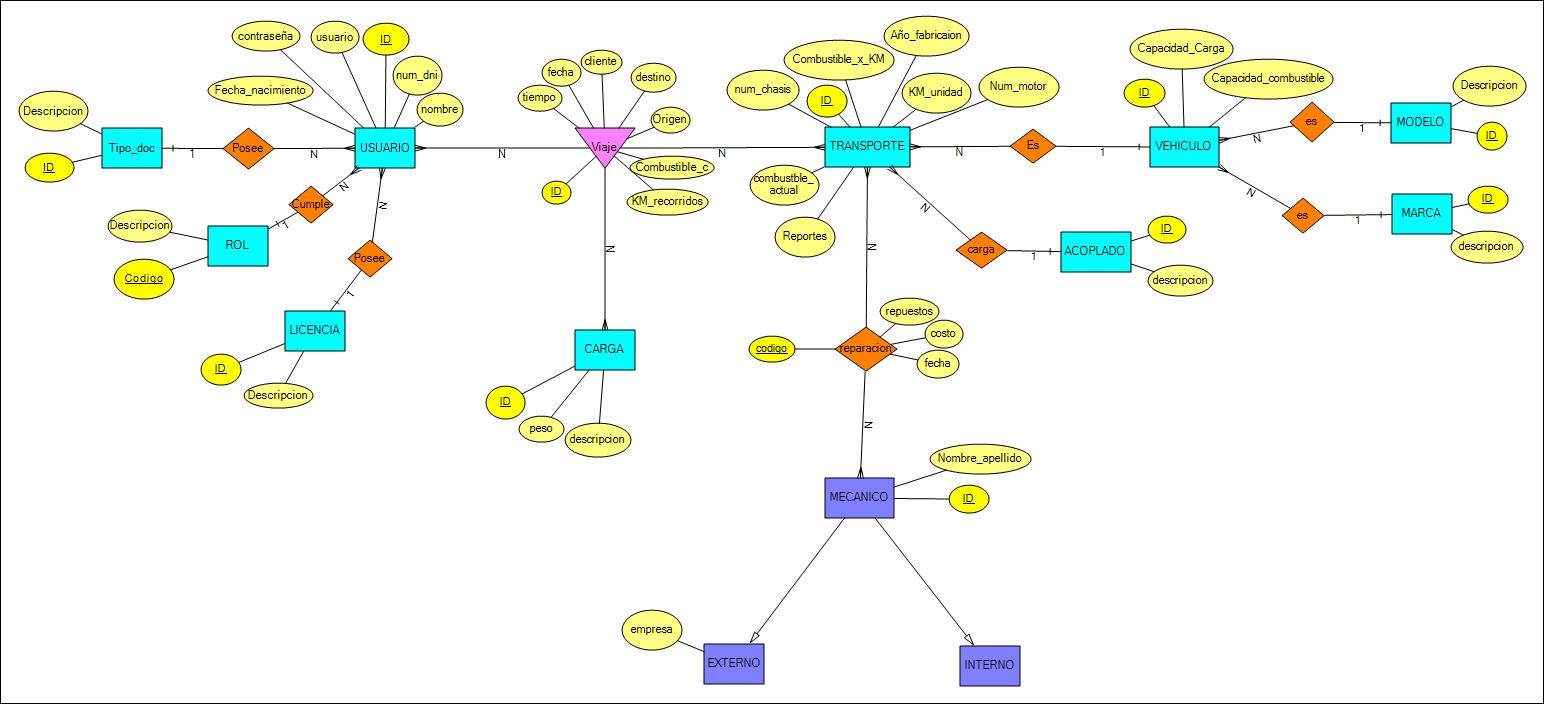 contraseña
usuario
ID
num_dni
nombre
Fecha_nacimiento
Descripcion
ID
Tipo_doc
1
Posee
N
USUARIO
N
Cumple
1
Descripcion
Codigo
ROL
N
Posee
1
LICENCIA
ID
Descripcion
N
tiempo
fecha
cliente
destino
Origen
Viaje
Combustible_c
KM_recorridos
ID
N
CARGA
ID
peso
descripcion
N
num_chasis
ID
Combustible_x_KM
Año_fabricaion
KM_unidad
Num_motor
TRANSPORTE
combustble_
actual
Reportes
N
Es
1
VEHICULO
ID
Capacidad_Carga
Capacidad_combustible
N
es
1
MODELO
Descripcion
ID
N
es
1
MARCA
ID
descripcion
N
carga
1
ACOPLADO
ID
descripcion
N
codigo
reparacion
repuestos
costo
fecha
N
MECANICO
Nombre_apellido
ID
empresa
EXTERNO
INTERNO